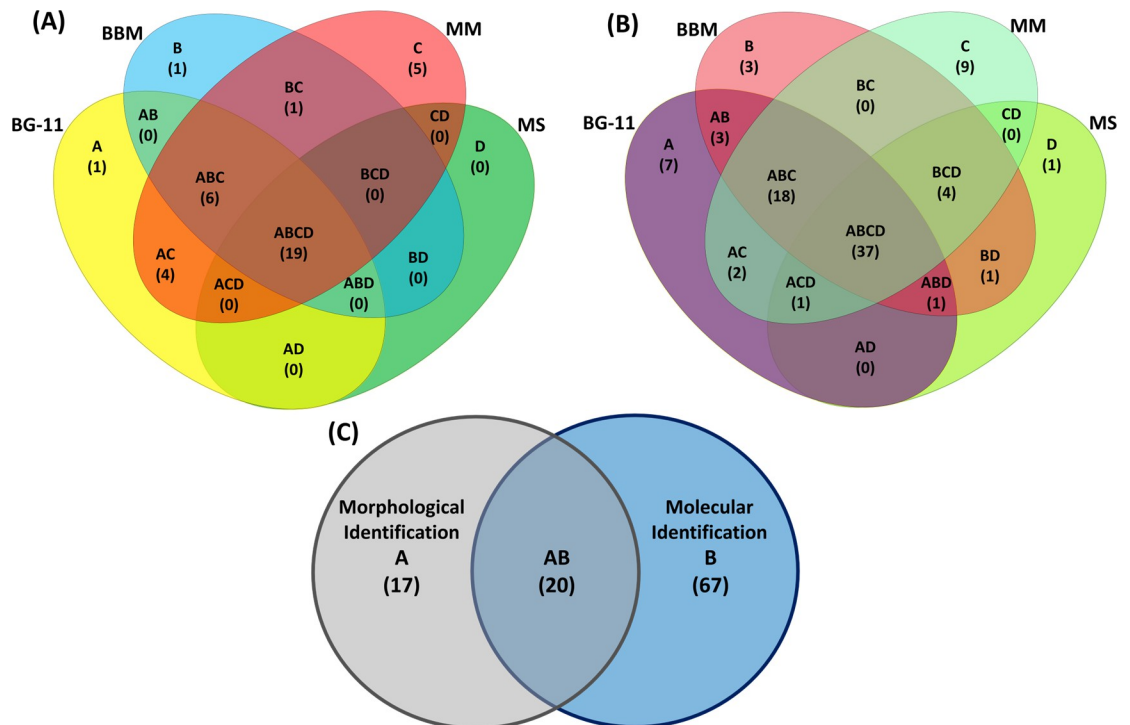 (A)
BBM
MM
BG-11
MS
B
(1)
C
(5)
AB
(0)
BC
(1)
CD
(0)
A
(1)
D
(0)
ABC
(6)
BCD
(0)
ABCD
(19)
AC
(4)
ACD
(0)
ABD
(0)
BD
(0)
AD
(0)
(B)
BBM
MM
BG-11
MS
B
(3)
C
(9)
AB
(3)
BC
(0)
CD
(0)
A
(7)
D
(1)
ABC
(18)
BCD
(4)
ABCD
(37)
AC
(2)
ACD
(1)
ABD
(1)
BD
(1)
AD
(0)
(C)
Morphological
Identification
A
(17)
AB
(20)
Molecular
Identification
B
(67)